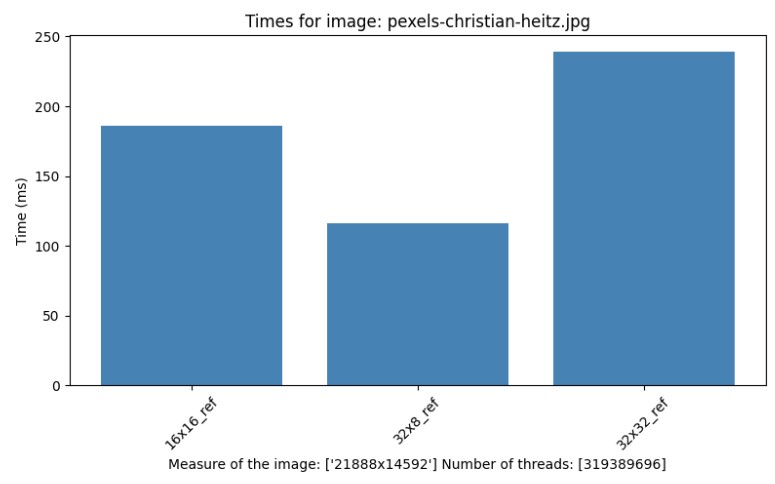 Times for image: pexels-christian-heitz.jpg
250
200
150
100
50
0
Time (ms)
16x16_ref
32x8_ref
32x32_ref
Measure of the image: ['21888x14592'] Number of threads: [319389696]